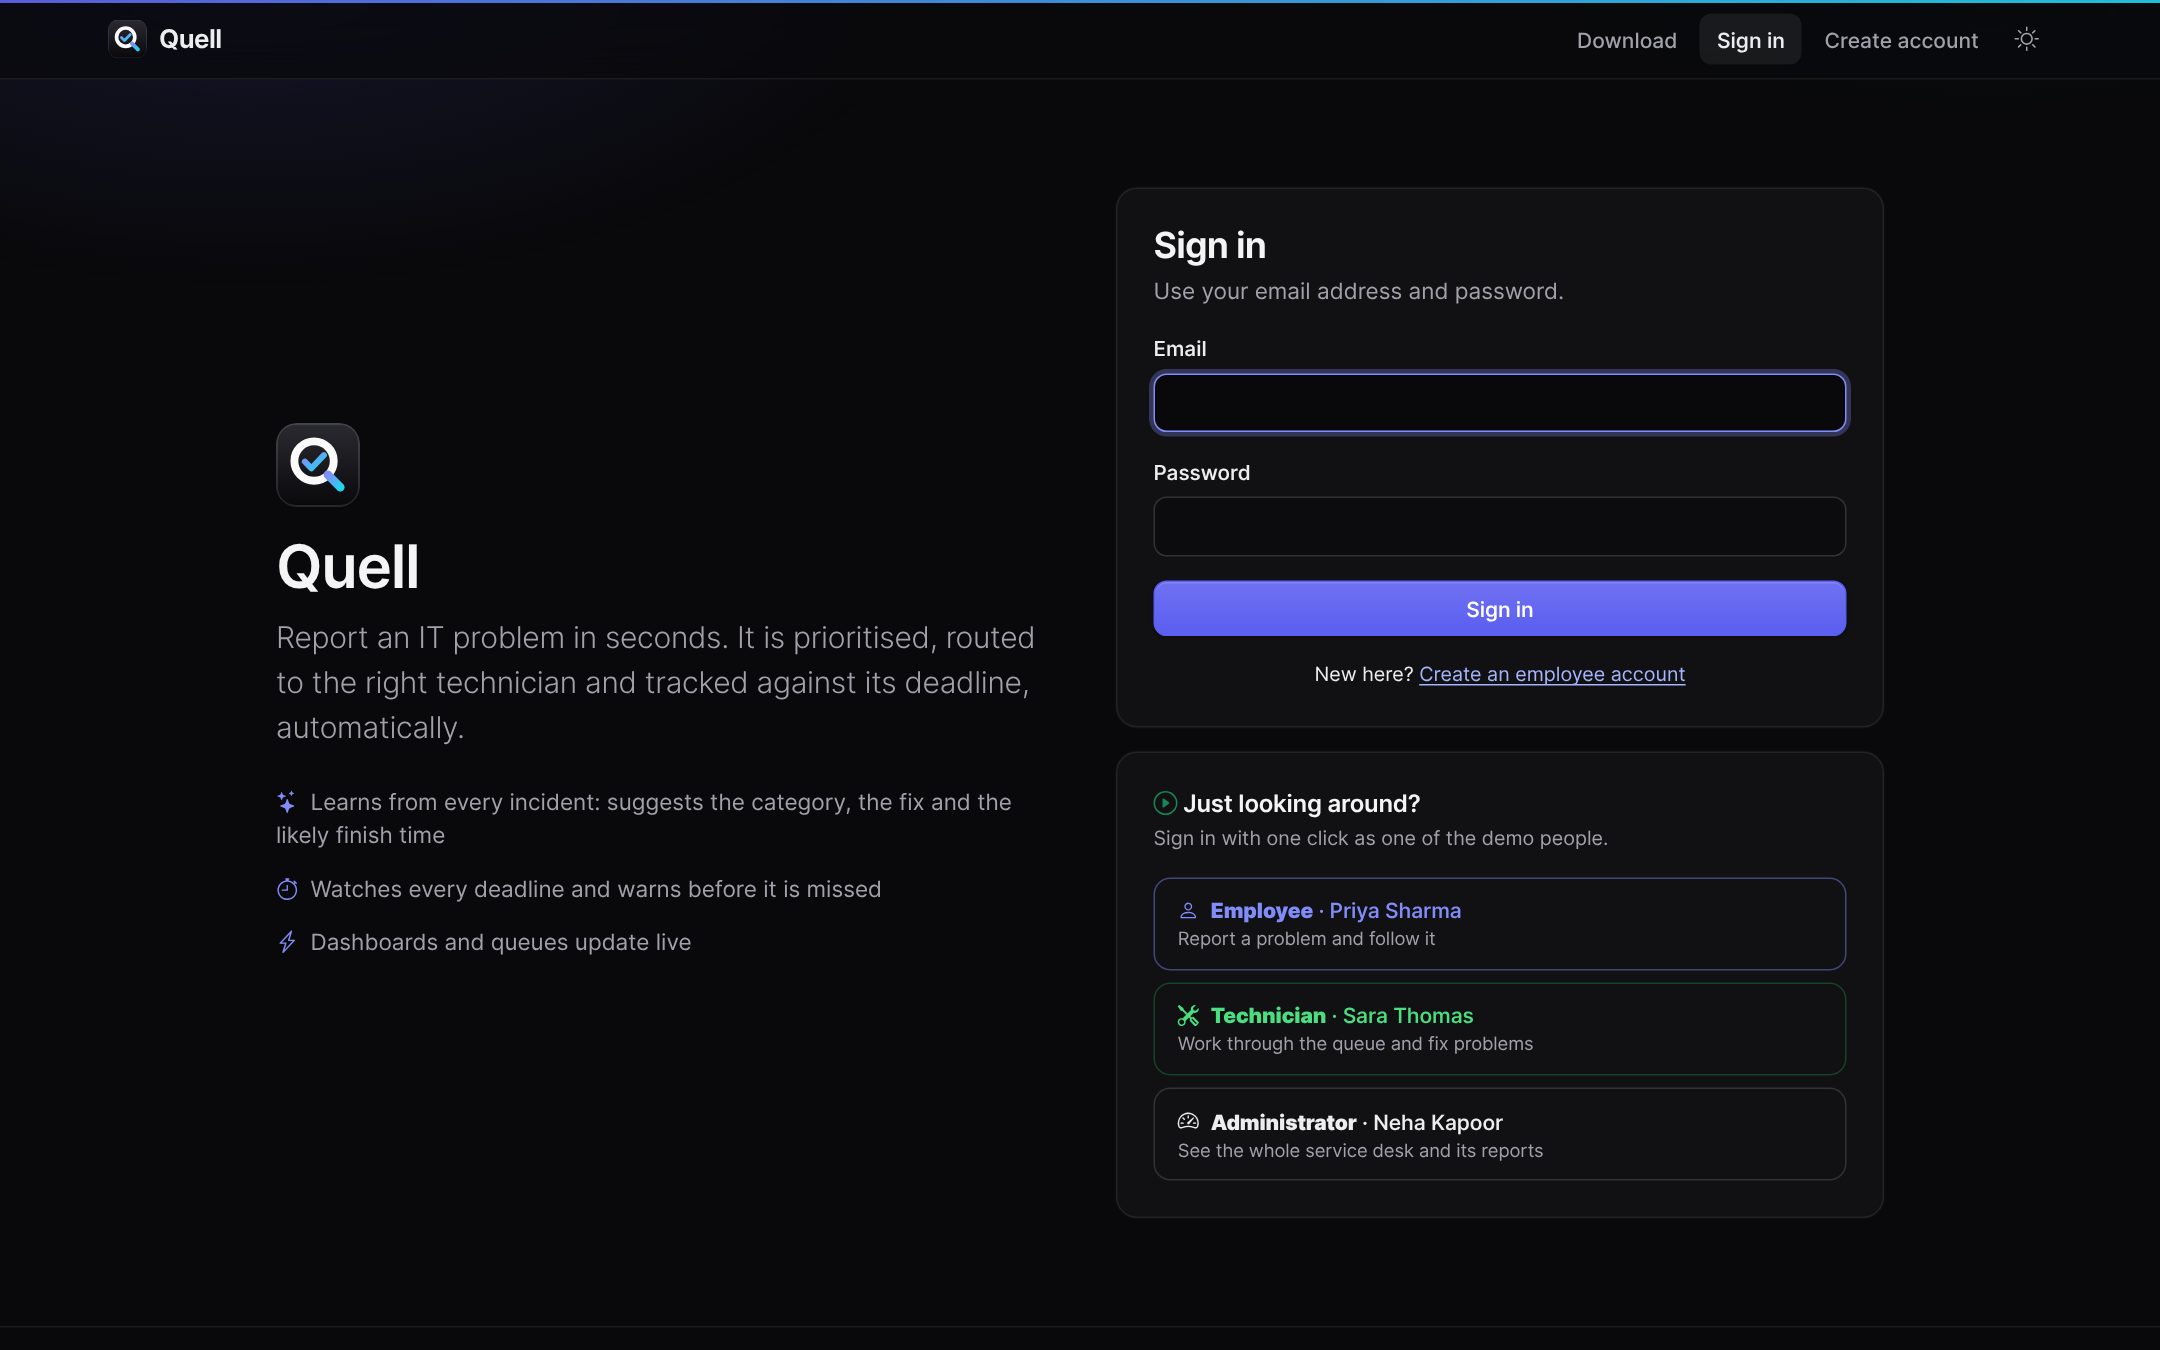 Quell
Download
Sign in
Create account
Quell
Report an IT problem in seconds. It is prioritised, routed
to the right technician and tracked against its deadline,
automatically.
Learns from every incident: suggests the category, the fix and the
likely finish time
Watches every deadline and warns before it is missed
Dashboards and queues update live
Sign in
Use your email address and password.
Email
Password
Sign in
New here? Create an employee account
Just looking around?
Sign in with one click as one of the demo people.
Employee · Priya Sharma
Report a problem and follow it
Technician · Sara Thomas
Work through the queue and fix problems
Administrator · Neha Kapoor
See the whole service desk and its reports